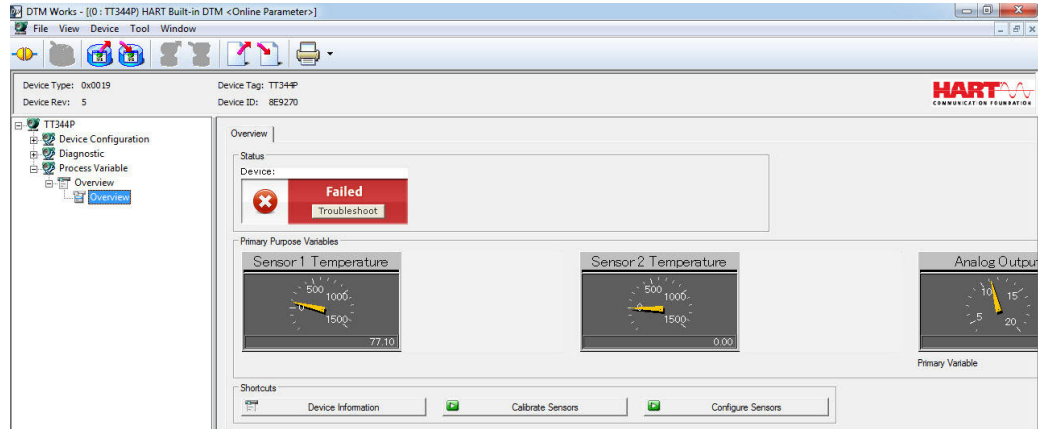 DTM Works - [(0 : TT344P) HART Built-in DTM <Online Parameter>]
File View Device Tool Window
Device Type: 0x0019
Device Tag: TT344P
Device Rev: 5
Device ID: 8E9270
HART
COMMUNICATION FOUNDATION
TT344P
Device Configuration
Diagnostic
Process Variable
Overview
Overview
Overview
Status
Device:
Failed
Troubleshoot
Primary Purpose Variables
Sensor 1 Temperature
0 500 1000 1500
77.10
Sensor 2 Temperature
0 500 1000 1500
0.00
Analog Outpu
5 10 15 20
Primary Variable
Shortcuts
Device Information
Calibrate Sensors
Configure Sensors